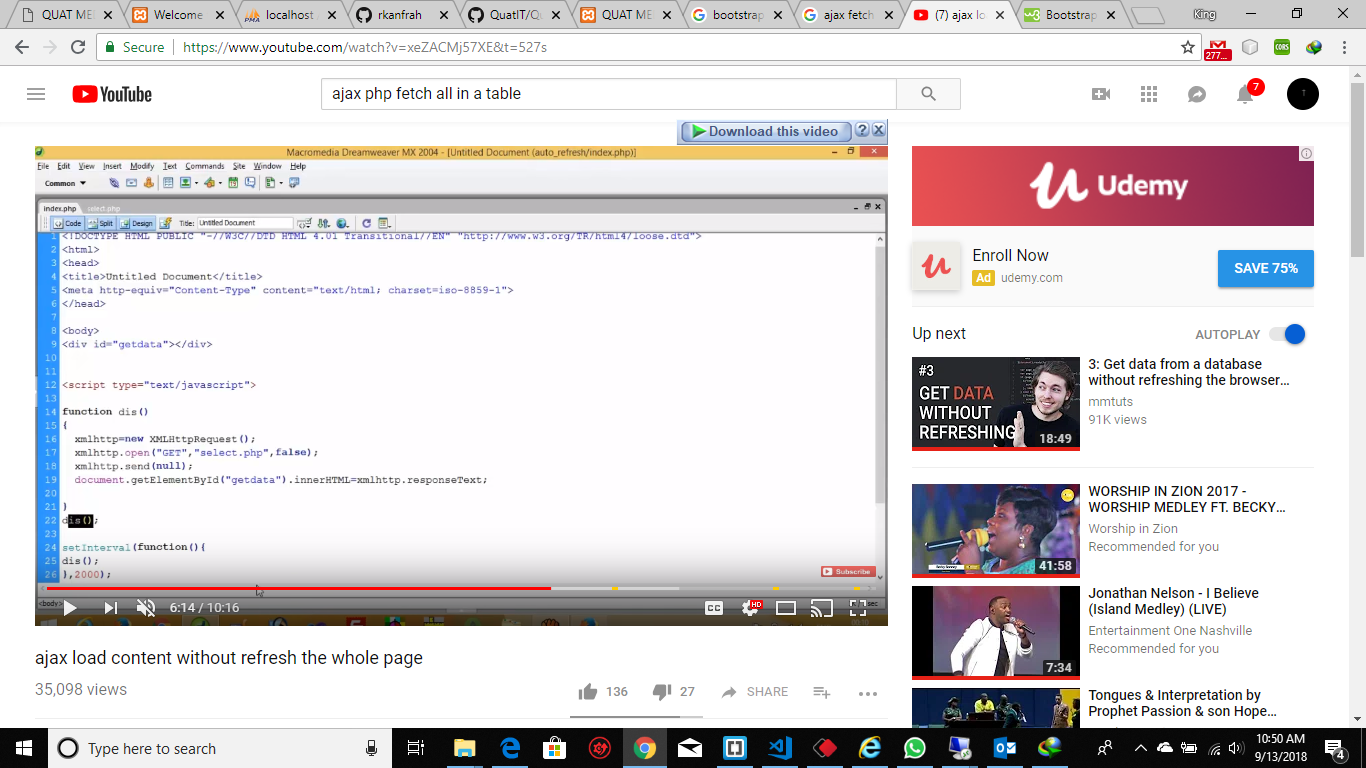 QUAT ME
Welcome
localhost
rkanfrah
QuatIT/Q
QUAT ME
bootstrap
ajax fetch
(7) ajax lo
Bootstrap
King
Secure
https://www.youtube.com/watch?v=xeZACMj57XE&t=527s
277...
CORS
YouTube
ajax php fetch all in a table
7
Download this video
?
X
Macromedia Dreamweaver MX 2004 - [Untitled Document (auto_refresh/index.php)]
File Edit View Insert Modify Text Commands Site Window Help
Common
index.php select.php
Code Split Design Title: Untitled Document
1 <!DOCTYPE HTML PUBLIC "-//W3C//DTD HTML 4.01 Transitional//EN" "http://www.w3.org/TR/html4/loose.dtd">
2 <html>
3 <head>
4 <title>Untitled Document</title>
5 <meta http-equiv="Content-Type" content="text/html; charset=iso-8859-1">
6 </head>
7
8 <body>
9 <div id="getdata"></div>
10
11
12 <script type="text/javascript">
13
14 function dis()
15 {
16 xmlhttp=new XMLHttpRequest();
17 xmlhttp.open("GET","select.php",false);
18 xmlhttp.send(null);
19 document.getElementById("getdata").innerHTML=xmlhttp.responseText;
20
21 }
22 dis();
23
24 setInterval(function(){
25 dis();
26 },2000);
Subscribe
<body>
sec
6:14 / 10:16
CC
HD
ajax load content without refresh the whole page
35,098 views
136
27
SHARE
Udemy
Enroll Now
Ad udemy.com
SAVE 75%
Up next
AUTOPLAY
#3
GET DATA
WITHOUT
REFRESHING
18:49
3: Get data from a database
without refreshing the browser...
mmtuts
91K views
41:58
WORSHIP IN ZION 2017 -
WORSHIP MEDLEY FT. BECKY...
Worship in Zion
Recommended for you
7:34
Jonathan Nelson - I Believe
(Island Medley) (LIVE)
Entertainment One Nashville
Recommended for you
Tongues & Interpretation by
Prophet Passion & son Hope...
Type here to search
10:50 AM
9/13/2018
4